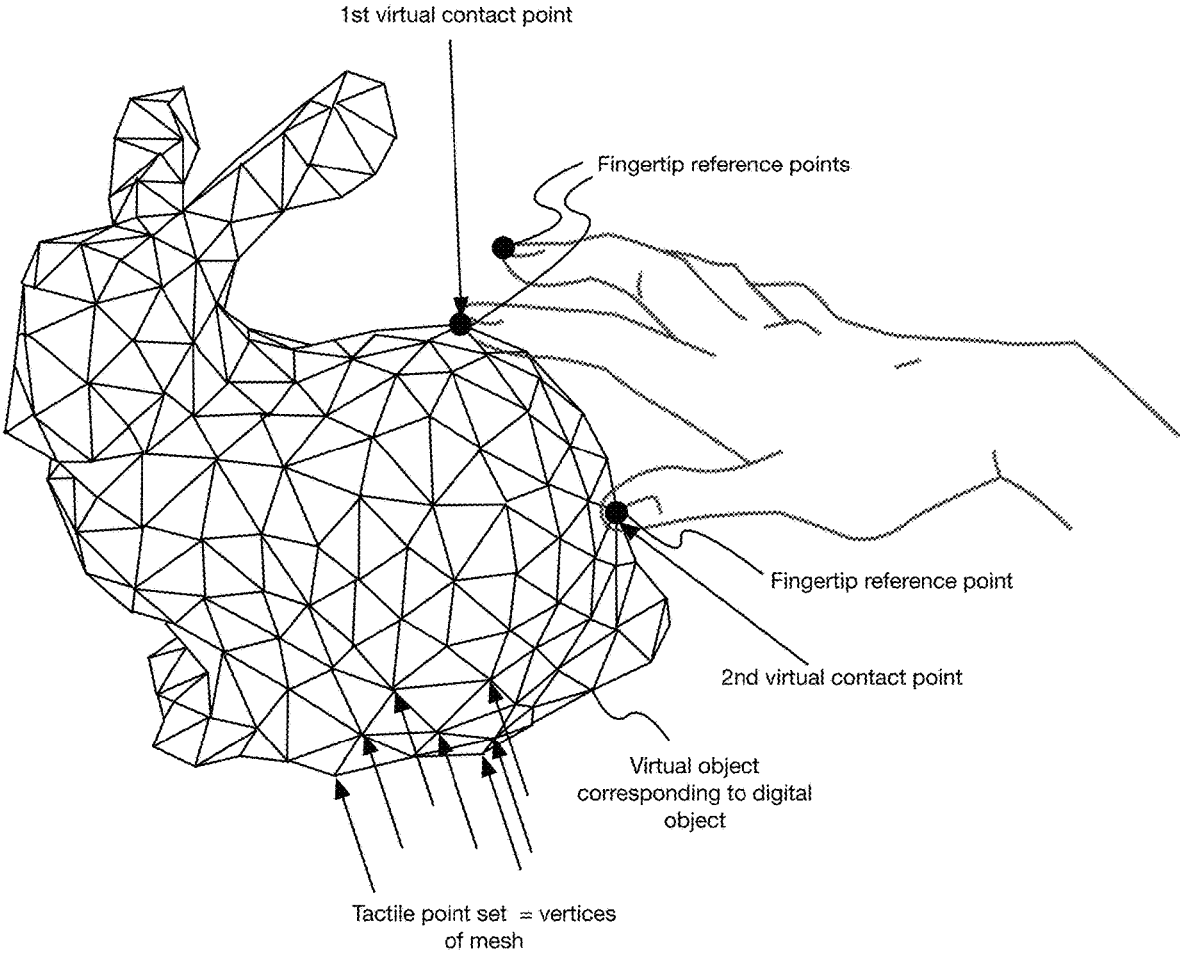 1st virtual contact point
Fingertip reference points
Fingertip reference point
2nd virtual contact point
Virtual object
corresponding to digital
object
Tactile point set = vertices
of mesh